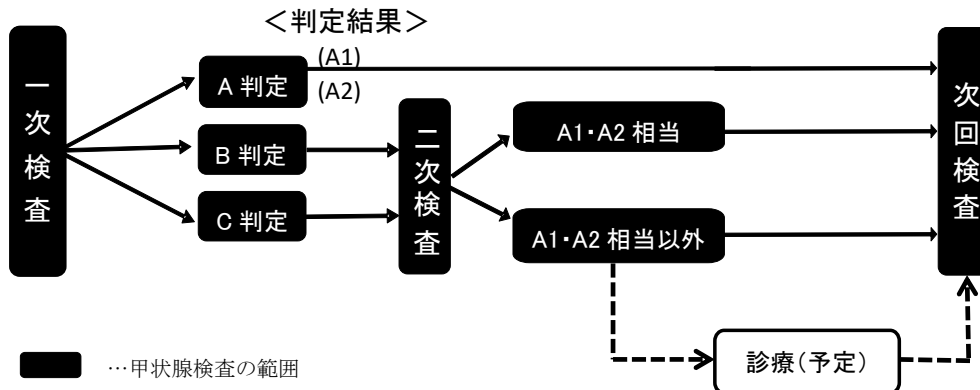 ＜判定結果＞
一次検査
A 判定
(A1)
(A2)
B 判定
C 判定
二次検査
A1・A2 相当
A1・A2 相当以外
次回検査
診療(予定)
…甲状腺検査の範囲